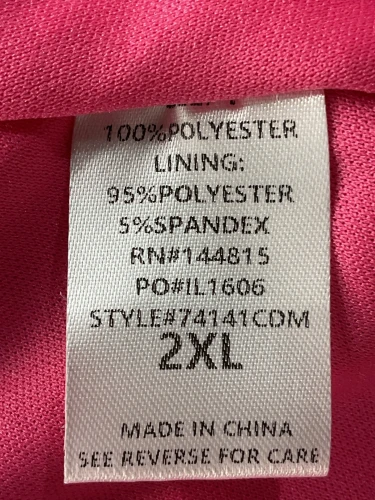 100%POLYESTER
LINING:
95%POLYESTER
5%SPANDEX
RN#144815
PO#IL1606
STYLE#74141CDM
2XL
MADE IN CHINA
SEE REVERSE FOR CARE